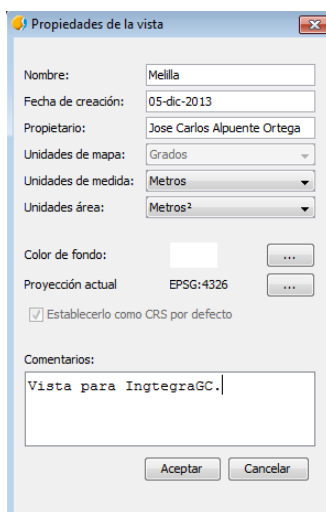 Propiedades de la vista
Nombre: Melilla
Fecha de creación: 05-dic-2013
Propietario: Jose Carlos Alpuente Ortega
Unidades de mapa: Grados
Unidades de medida: Metros
Unidades área: Metros²
Color de fondo: ...
Proyección actual EPSG:4326 ...
Establecerlo como CRS por defecto
Comentarios:
Vista para IngtegraGC.
Aceptar Cancelar